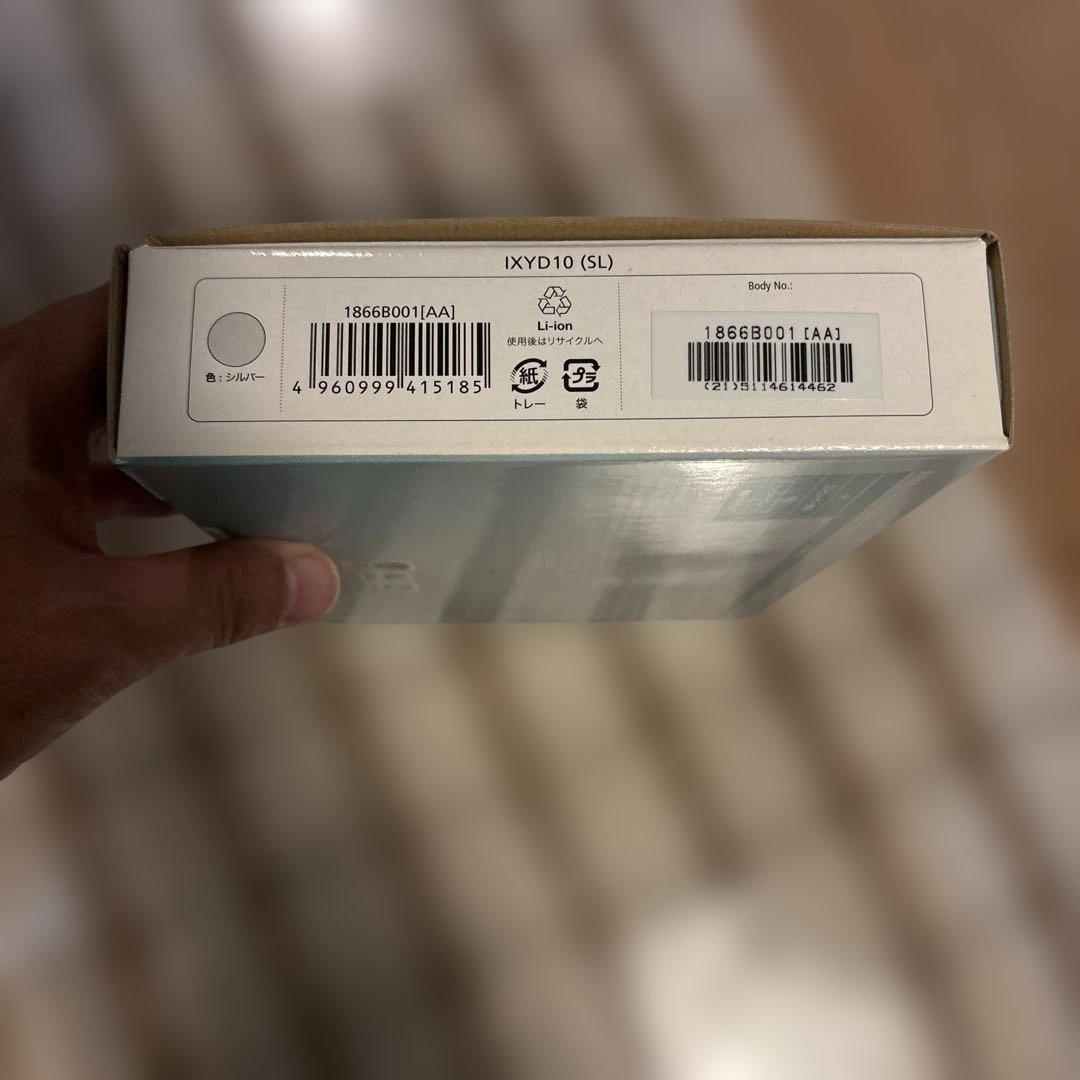 IXYD10 (SL)
色：シルバー
1866B001[AA]
4 960999 415185
Li-ion
使用後はリサイクルへ
紙
トレー
プラ
袋
Body No.:
1866B001 [AA]
(21)5114614462